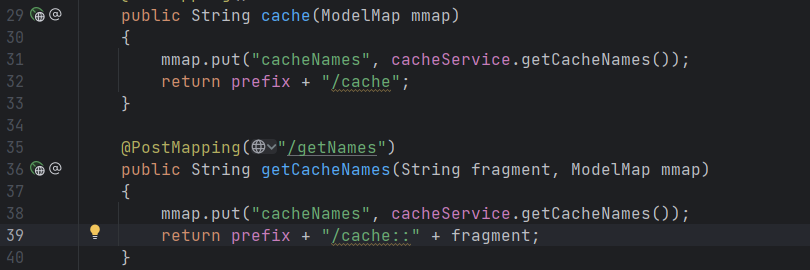 29 public String cache(ModelMap mmap)
30 {
31 mmap.put("cacheNames", cacheService.getCacheNames());
32 return prefix + "/cache";
33 }
34
35 @PostMapping("/getNames")
36 public String getCacheNames(String fragment, ModelMap mmap)
37 {
38 mmap.put("cacheNames", cacheService.getCacheNames());
39 return prefix + "/cache::" + fragment;
40 }